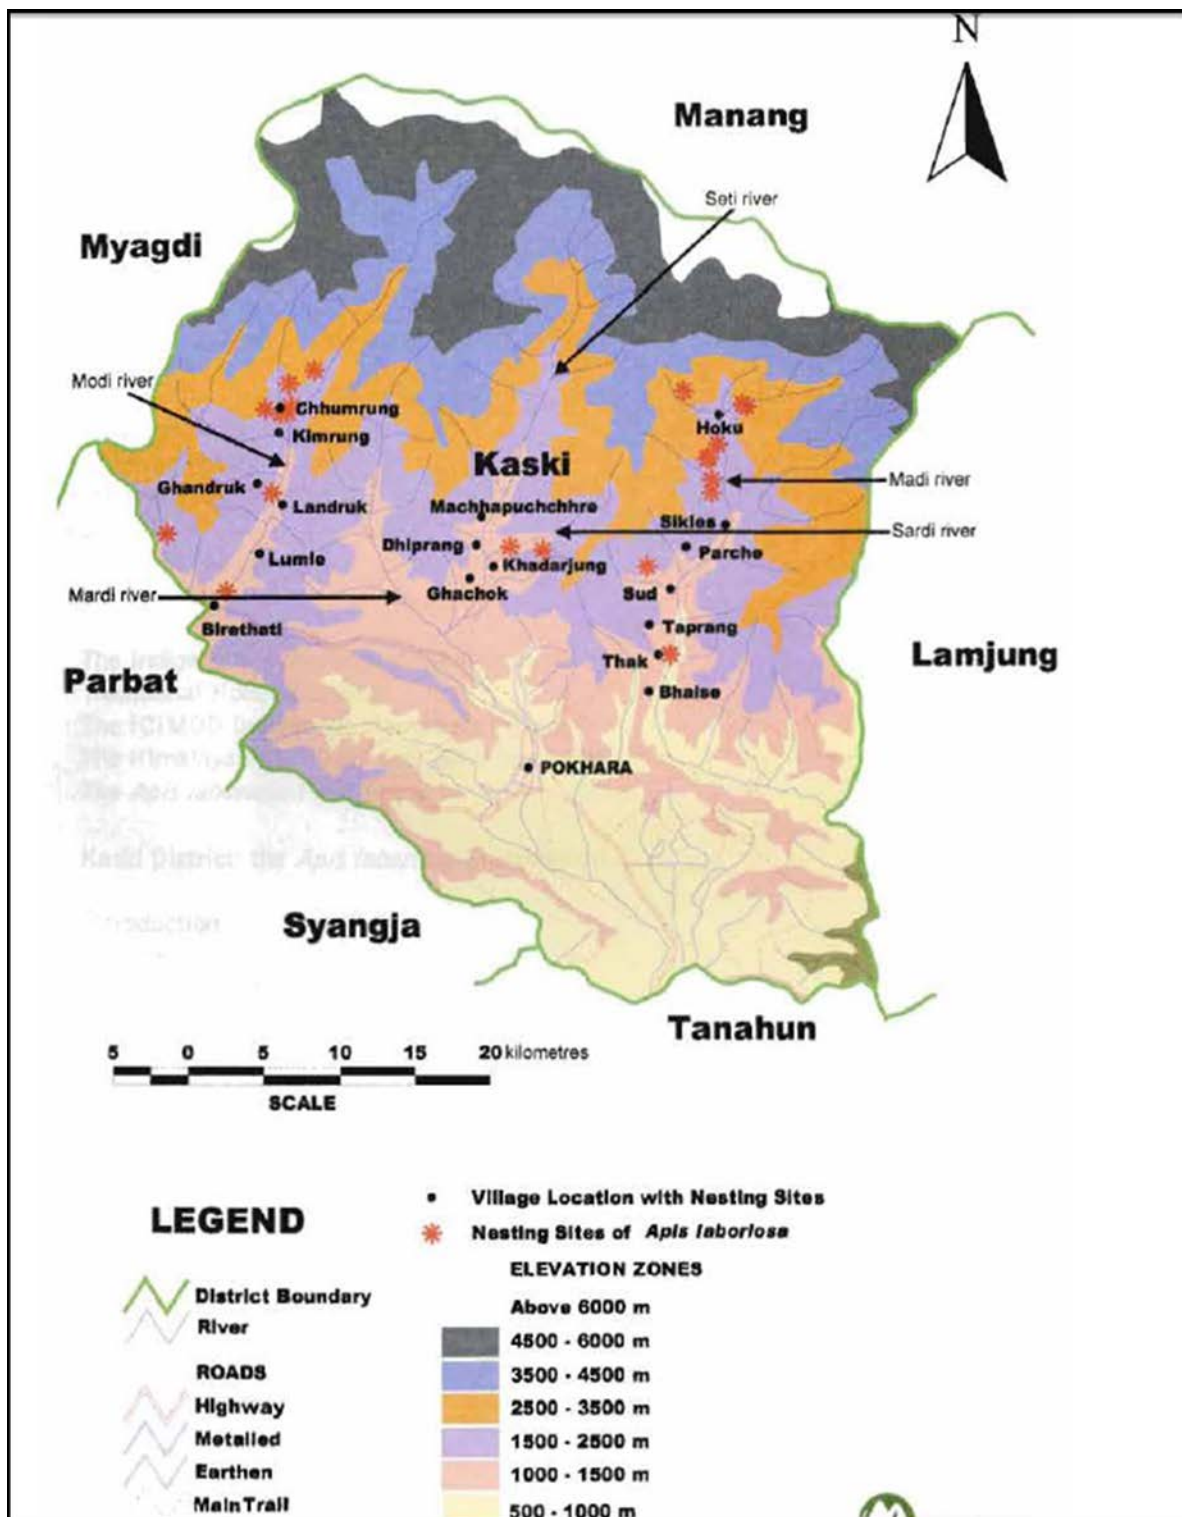 N
Manang
Seti river
Myagdi
Modi river
Chhumrung
Kimrung
Hoku
Kaski
Ghandruk
Madi river
Landruk
Machhapuchchhre
Sikles
Sardi river
Dhiprang
Parche
Lumle
Khadarjung
Ghachok
Sud
Mardi river
Birethati
Taprang
Thak
Lamjung
Parbat
Bhaise
POKHARA
Syangja
Tanahun
5 0 5 10 15 20 kilometres
SCALE
LEGEND
Village Location with Nesting Sites
Nesting Sites of Apis laboriosa
ELEVATION ZONES
District Boundary
Above 6000 m
River
4500 - 6000 m
ROADS
3500 - 4500 m
Highway
2500 - 3500 m
Metalled
1500 - 2500 m
Earthen
1000 - 1500 m
Main Trail
500 - 1000 m